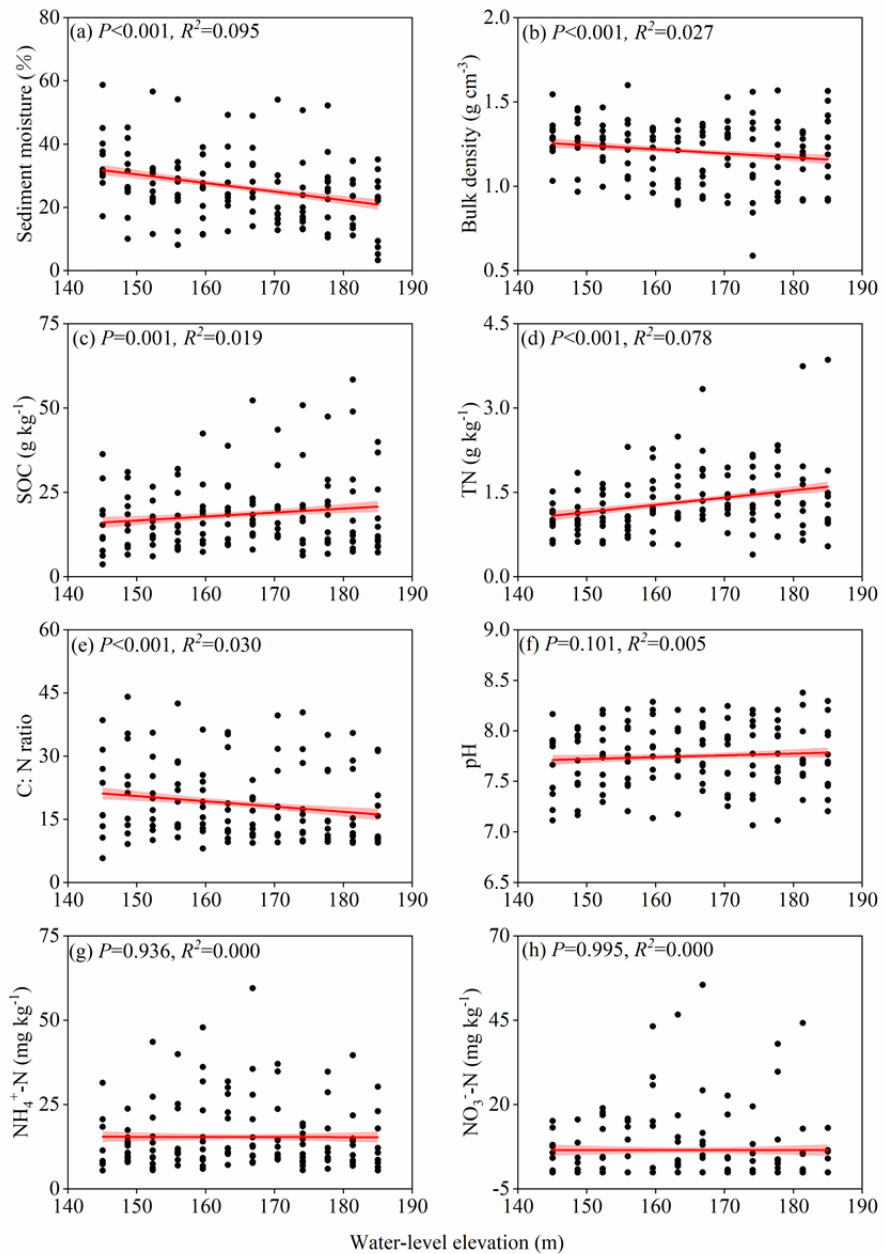 (a) P<0.001, R²=0.095
Sediment moisture (%)
80
60
40
20
0
140 150 160 170 180 190
(b) P<0.001, R²=0.027
Bulk density (g cm⁻³)
2.0
1.5
1.0
0.5
140 150 160 170 180 190
(c) P=0.001, R²=0.019
SOC (g kg⁻¹)
75
50
25
0
140 150 160 170 180 190
(d) P<0.001, R²=0.078
TN (g kg⁻¹)
4.5
3.0
1.5
0.0
140 150 160 170 180 190
(e) P<0.001, R²=0.030
C: N ratio
60
45
30
15
0
140 150 160 170 180 190
(f) P=0.101, R²=0.005
pH
9.0
8.5
8.0
7.5
7.0
6.5
140 150 160 170 180 190
(g) P=0.936, R²=0.000
NH₄⁺-N (mg kg⁻¹)
75
50
25
0
140 150 160 170 180 190
(h) P=0.995, R²=0.000
NO₃⁻-N (mg kg⁻¹)
70
45
20
-5
140 150 160 170 180 190
Water-level elevation (m)